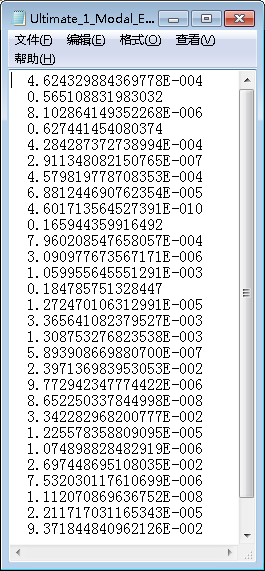 Ultimate_1_Modal_E...
文件(F) 编辑(E) 格式(O) 查看(V)
帮助(H)
4.624329884369778E-004
0.565108831983032
8.102864149352268E-006
0.627441454080374
4.284287372738994E-004
2.911348082150765E-007
4.579819778708353E-004
6.881244690762354E-005
4.601713564527391E-010
0.165944359916492
7.960208547658057E-004
3.090977673567171E-006
1.059955645551291E-003
0.184785751328447
1.272470106312991E-005
3.365641082379527E-003
1.308753276823538E-003
5.893908669880700E-007
2.397136983953053E-002
9.772942347774422E-006
8.652250337844998E-008
3.342282968200777E-002
1.225578358809095E-005
1.074898828482919E-006
2.697448695108035E-002
7.532030117610699E-006
1.112070869636752E-008
2.211717031165343E-005
9.371844840962126E-002